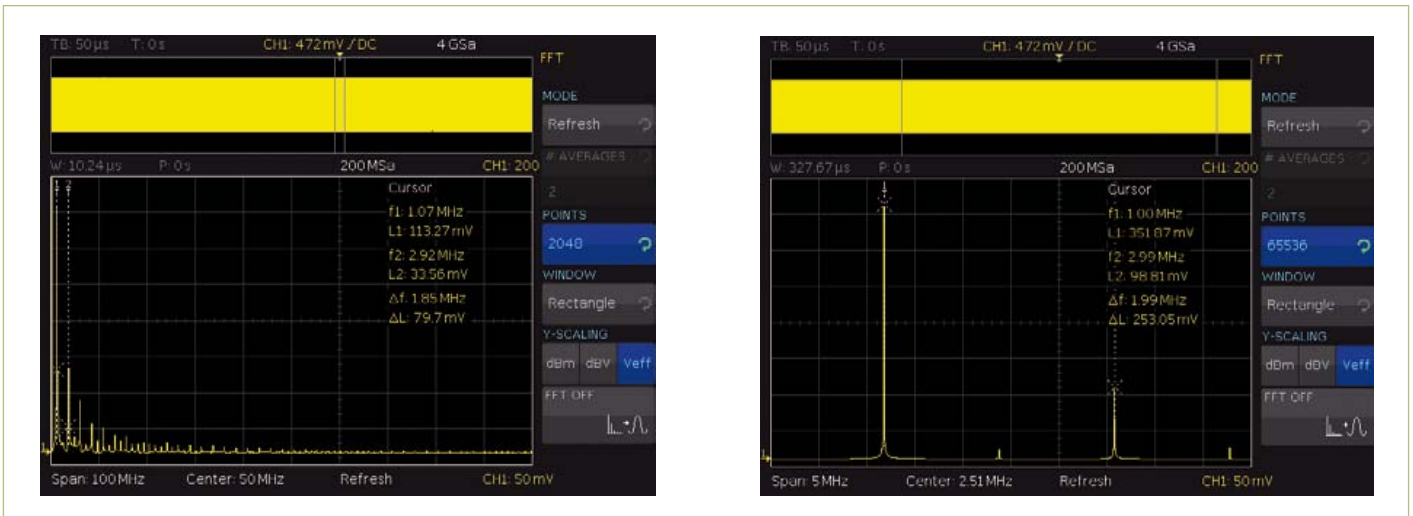 TB: 50µs T: 0s CH1: 472mV / DC 4GSa
FFT
MODE
Refresh
# AVERAGES
2
W: 10.24µs P: 0s 200MSa CH1: 200
Cursor
1 2
f1: 1.07MHz
L1: 113.27mV
f2: 2.92MHz
L2: 33.56mV
Δf: 1.85MHz
ΔL: 79.7mV
POINTS
2048
WINDOW
Rectangle
Y-SCALING
dBm dBV Veff
FFT OFF
1
Span: 100MHz Center: 50MHz Refresh CH1: 50mV
TB: 50µs T: 0s CH1: 472mV / DC 4GSa
FFT
MODE
Refresh
# AVERAGES
2
W: 327.67µs P: 0s 200MSa CH1: 200
Cursor
1
f1: 1.00MHz
L1: 351.87mV
f2: 2.99MHz
L2: 98.81mV
Δf: 1.99MHz
ΔL: 253.05mV
POINTS
65536
WINDOW
Rectangle
Y-SCALING
dBm dBV Veff
FFT OFF
1
Span: 5MHz Center: 2.51MHz Refresh CH1: 50mV